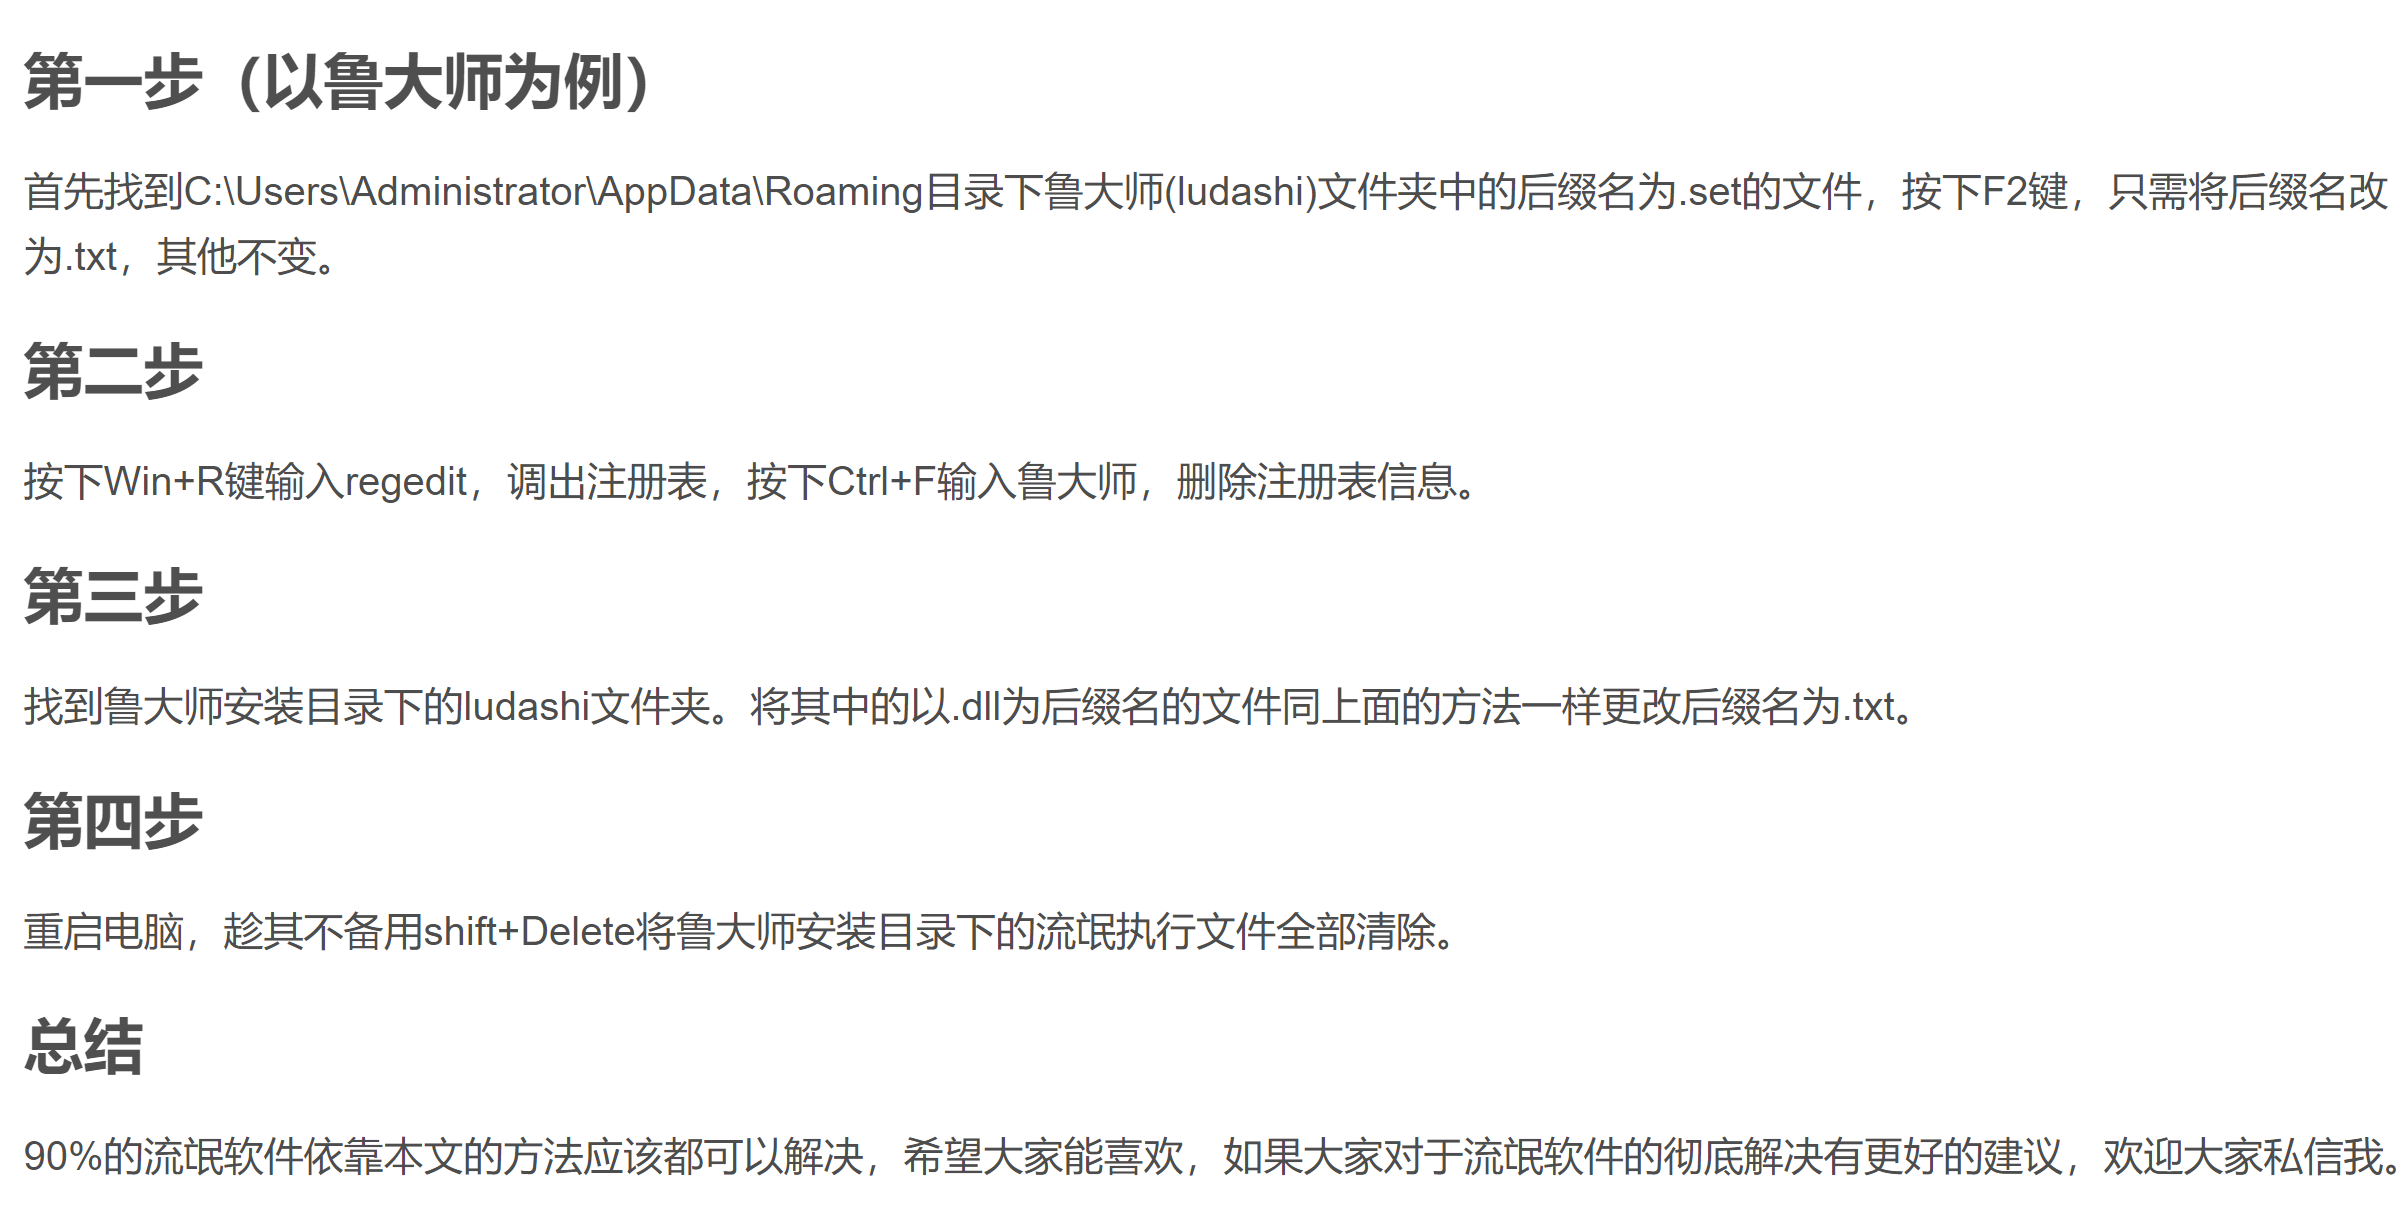 第一步（以鲁大师为例）
首先找到C:\Users\Administrator\AppData\Roaming目录下鲁大师(ludashi)文件夹中的后缀名为.set的文件，按下F2键，只需将后缀名改
为.txt，其他不变。
第二步
按下Win+R键输入regedit，调出注册表，按下Ctrl+F输入鲁大师，删除注册表信息。
第三步
找到鲁大师安装目录下的ludashi文件夹。将其中的以.dll为后缀名的文件同上面的方法一样更改后缀名为.txt。
第四步
重启电脑，趁其不备用shift+Delete将鲁大师安装目录下的流氓执行文件全部清除。
总结
90%的流氓软件依靠本文的方法应该都可以解决，希望大家能喜欢，如果大家对于流氓软件的彻底解决有更好的建议，欢迎大家私信我。